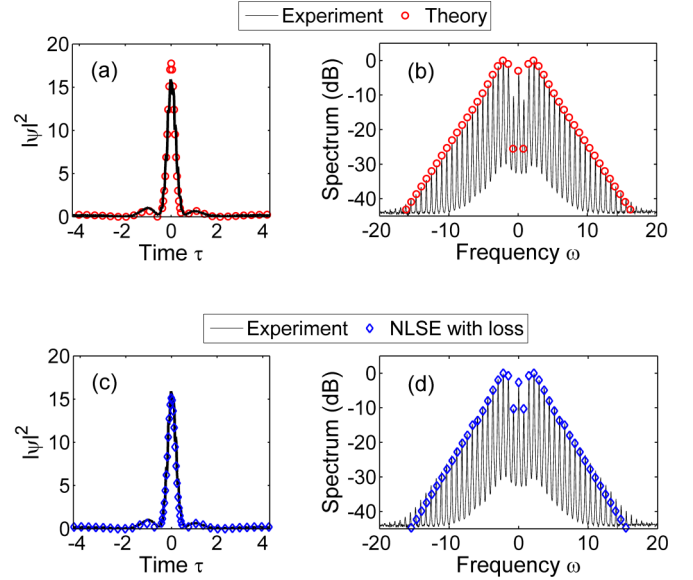 Experiment Theory
(a)
20
15
10
5
0
|ψ|²
-4 -2 0 2 4
Time τ
(b)
0
-10
-20
-30
-40
Spectrum (dB)
-20 -10 0 10 20
Frequency ω
Experiment NLSE with loss
(c)
20
15
10
5
0
|ψ|²
-4 -2 0 2 4
Time τ
(d)
0
-10
-20
-30
-40
Spectrum (dB)
-20 -10 0 10 20
Frequency ω